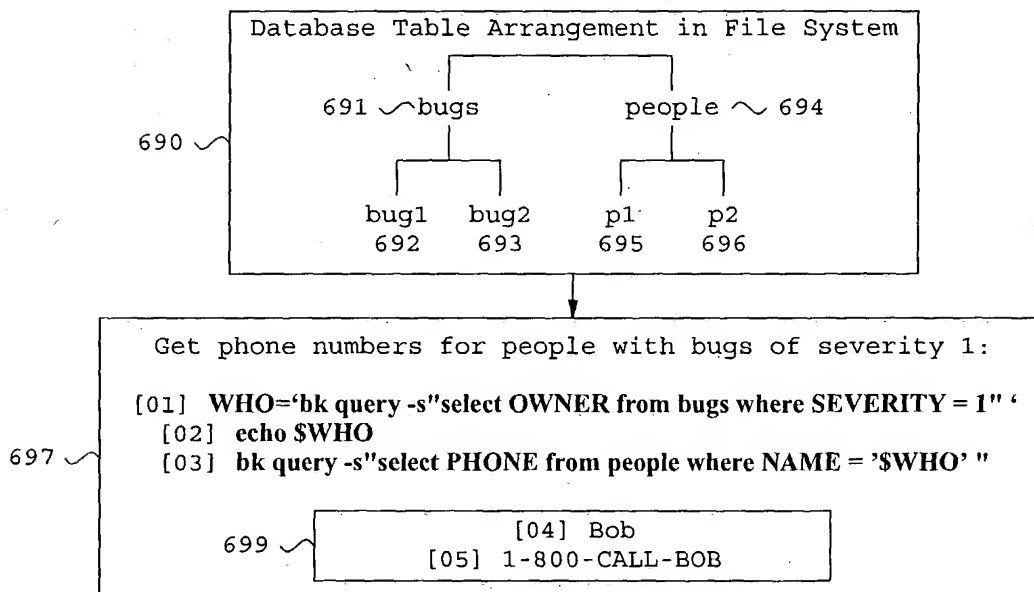 Database Table Arrangement in File System
691 bugs people 694
690
bug1 bug2 p1 p2
692 693 695 696
Get phone numbers for people with bugs of severity 1:
[01] WHO=‘bk query -s"select OWNER from bugs where SEVERITY = 1" ‘
[02] echo $WHO
697 [03] bk query -s"select PHONE from people where NAME = ’$WHO’ "
[04] Bob
699
[05] 1-800-CALL-BOB